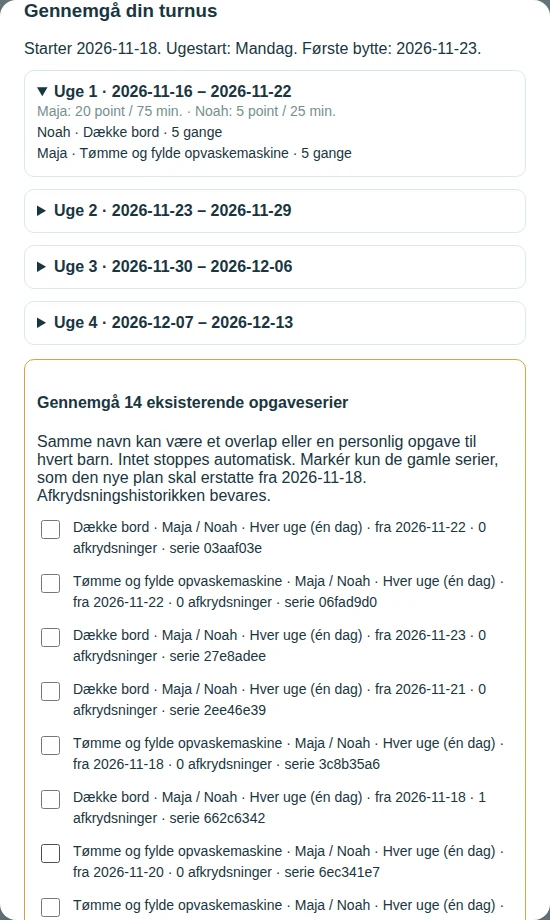 Gennemgå din turnus
Starter 2026-11-18. Ugestart: Mandag. Første bytte: 2026-11-23.
Uge 1 · 2026-11-16 – 2026-11-22
Maja: 20 point / 75 min. · Noah: 5 point / 25 min.
Noah · Dække bord · 5 gange
Maja · Tømme og fylde opvaskemaskine · 5 gange
Uge 2 · 2026-11-23 – 2026-11-29
Uge 3 · 2026-11-30 – 2026-12-06
Uge 4 · 2026-12-07 – 2026-12-13
Gennemgå 14 eksisterende opgaveserier
Samme navn kan være et overlap eller en personlig opgave til
hvert barn. Intet stoppes automatisk. Markér kun de gamle serier,
som den nye plan skal erstatte fra 2026-11-18.
Afkrydsningshistorikken bevares.
Dække bord · Maja / Noah · Hver uge (én dag) · fra 2026-11-22 · 0
afkrydsninger · serie 03aaf03e
Tømme og fylde opvaskemaskine · Maja / Noah · Hver uge (én dag) ·
fra 2026-11-22 · 0 afkrydsninger · serie 06fad9d0
Dække bord · Maja / Noah · Hver uge (én dag) · fra 2026-11-23 · 0
afkrydsninger · serie 27e8adee
Dække bord · Maja / Noah · Hver uge (én dag) · fra 2026-11-21 · 0
afkrydsninger · serie 2ee46e39
Tømme og fylde opvaskemaskine · Maja / Noah · Hver uge (én dag) ·
fra 2026-11-18 · 0 afkrydsninger · serie 3c8b35a6
Dække bord · Maja / Noah · Hver uge (én dag) · fra 2026-11-18 · 1
afkrydsninger · serie 662c6342
Tømme og fylde opvaskemaskine · Maja / Noah · Hver uge (én dag) ·
fra 2026-11-20 · 0 afkrydsninger · serie 6ec341e7
Tømme og fylde opvaskemaskine · Maja / Noah · Hver uge (én dag) ·